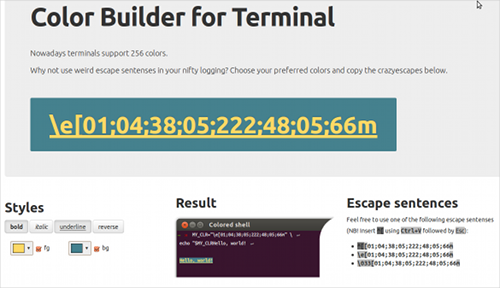 Color Builder for Terminal
Nowadays terminals support 256 colors.
Why not use weird escape sentenses in your nifty logging? Choose your preferred colors and copy the crazyescapes below.
\e[01;04;38;05;222;48;05;66m
Styles
bold italic underline reverse
fg bg
Result
Colored shell
MY_CLR="\e[01;04;38;05;222;48;05;66m" \
echo "$MY_CLRHello, world!
Hello, world!
Escape sentences
Feel free to use one of the following escape sentenses
(NB! Insert ^[ using Ctrl+V followed by Esc):
^[[01;04;38;05;222;48;05;66m
\e[01;04;38;05;222;48;05;66m
\033[01;04;38;05;222;48;05;66m